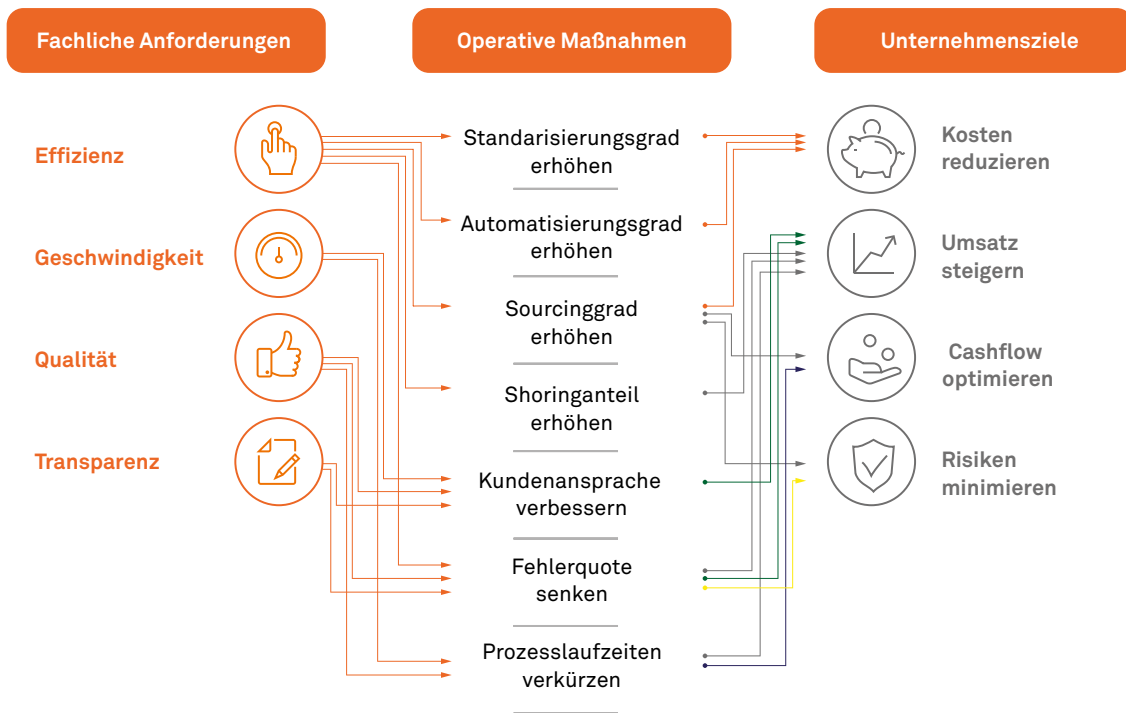 Fachliche Anforderungen
Operative Maßnahmen
Unternehmensziele
Effizienz
Geschwindigkeit
Qualität
Transparenz
Standarisierungsgrad
erhöhen
Automatisierungsgrad
erhöhen
Sourcinggrad
erhöhen
Shoringanteil
erhöhen
Kundenansprache
verbessern
Fehlerquote
senken
Prozesslaufzeiten
verkürzen
Kosten
reduzieren
Umsatz
steigern
Cashflow
optimieren
Risiken
minimieren